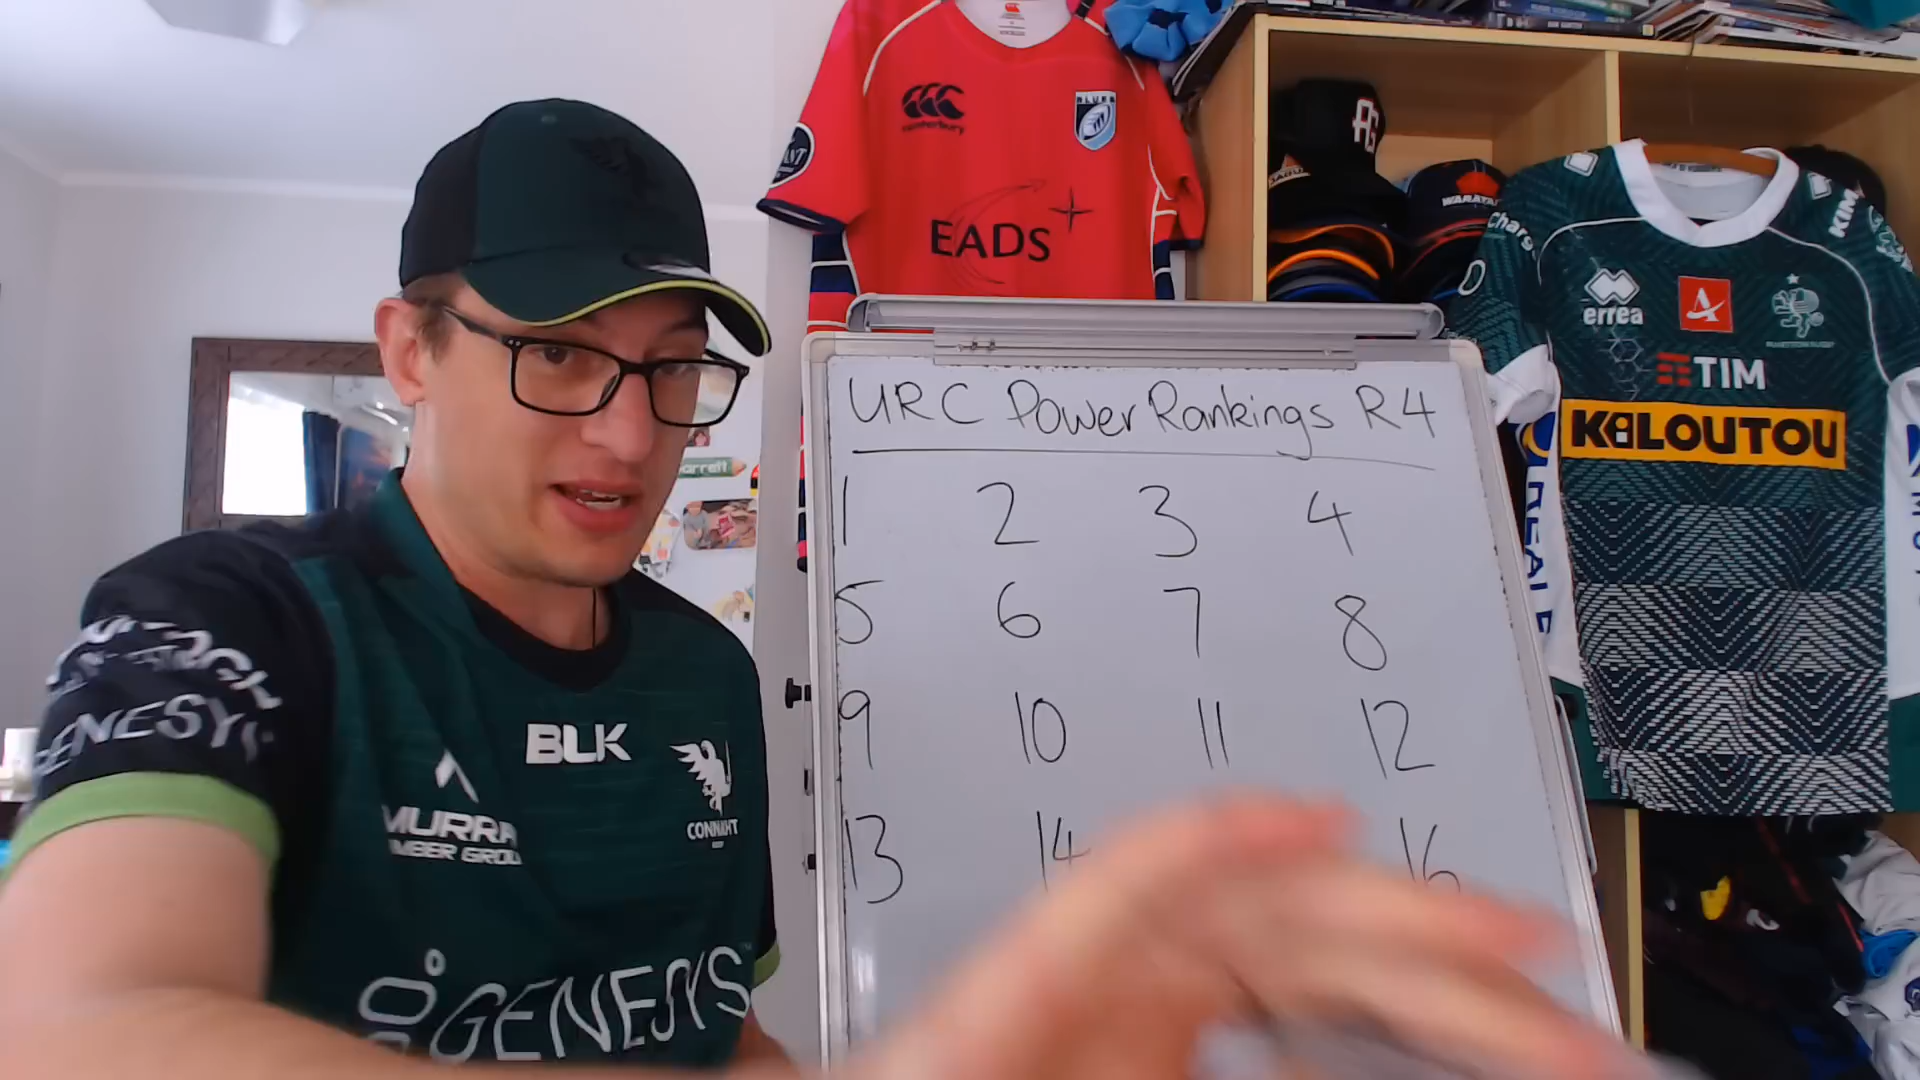 canterbury
BLUES
EADS
WARATAHS
errea
TIM
KiLOUTOU
URC Power Rankings R4
1 2 3 4
5 6 7 8
9 10 11 12
13 14 16
BLK
CONNACHT
GENESYS
GENESYS